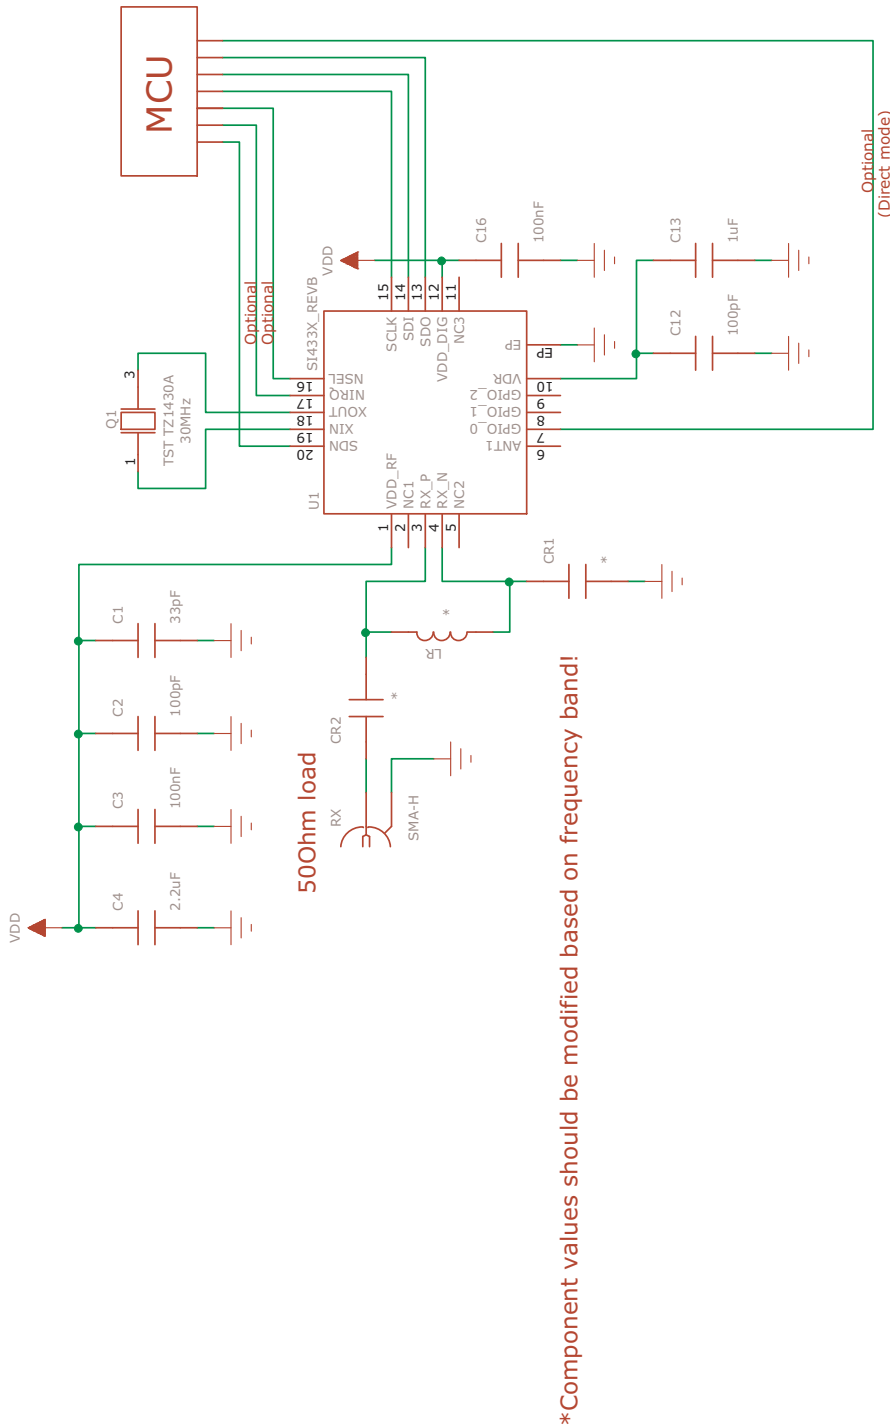 MCU
Optional
(Direct mode)
Optional
Optional
VDD
C16
100nF
C13
1uF
C12
100pF
SI433X_REVB
U1
15
14
13
12
11
SCLK
SDI
SDO
VDD_DIG
NC3
EP
EP
NSEL
NIRQ
XOUT
XIN
SDN
16
17
18
19
20
VDR
GPIO_2
GPIO_1
GPIO_0
ANT1
10
9
8
7
6
VDD_RF
NC1
RX_P
RX_N
NC2
1
2
3
4
5
Q1
3
1
TST TZ1430A
30MHz
C1
33pF
C2
100pF
C3
100nF
C4
2.2uF
VDD
CR1
*
LR
*
CR2
*
RX
SMA-H
50Ohm load
*Component values should be modified based on frequency band!